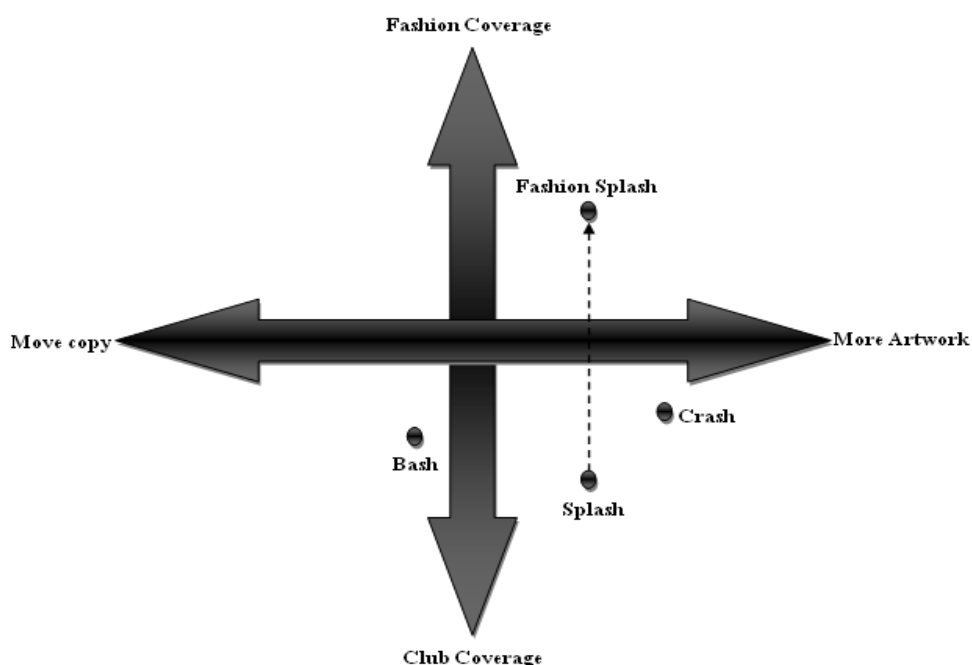 Fashion Coverage
Fashion Splash
Move copy
More Artwork
Crash
Bash
Splash
Club Coverage